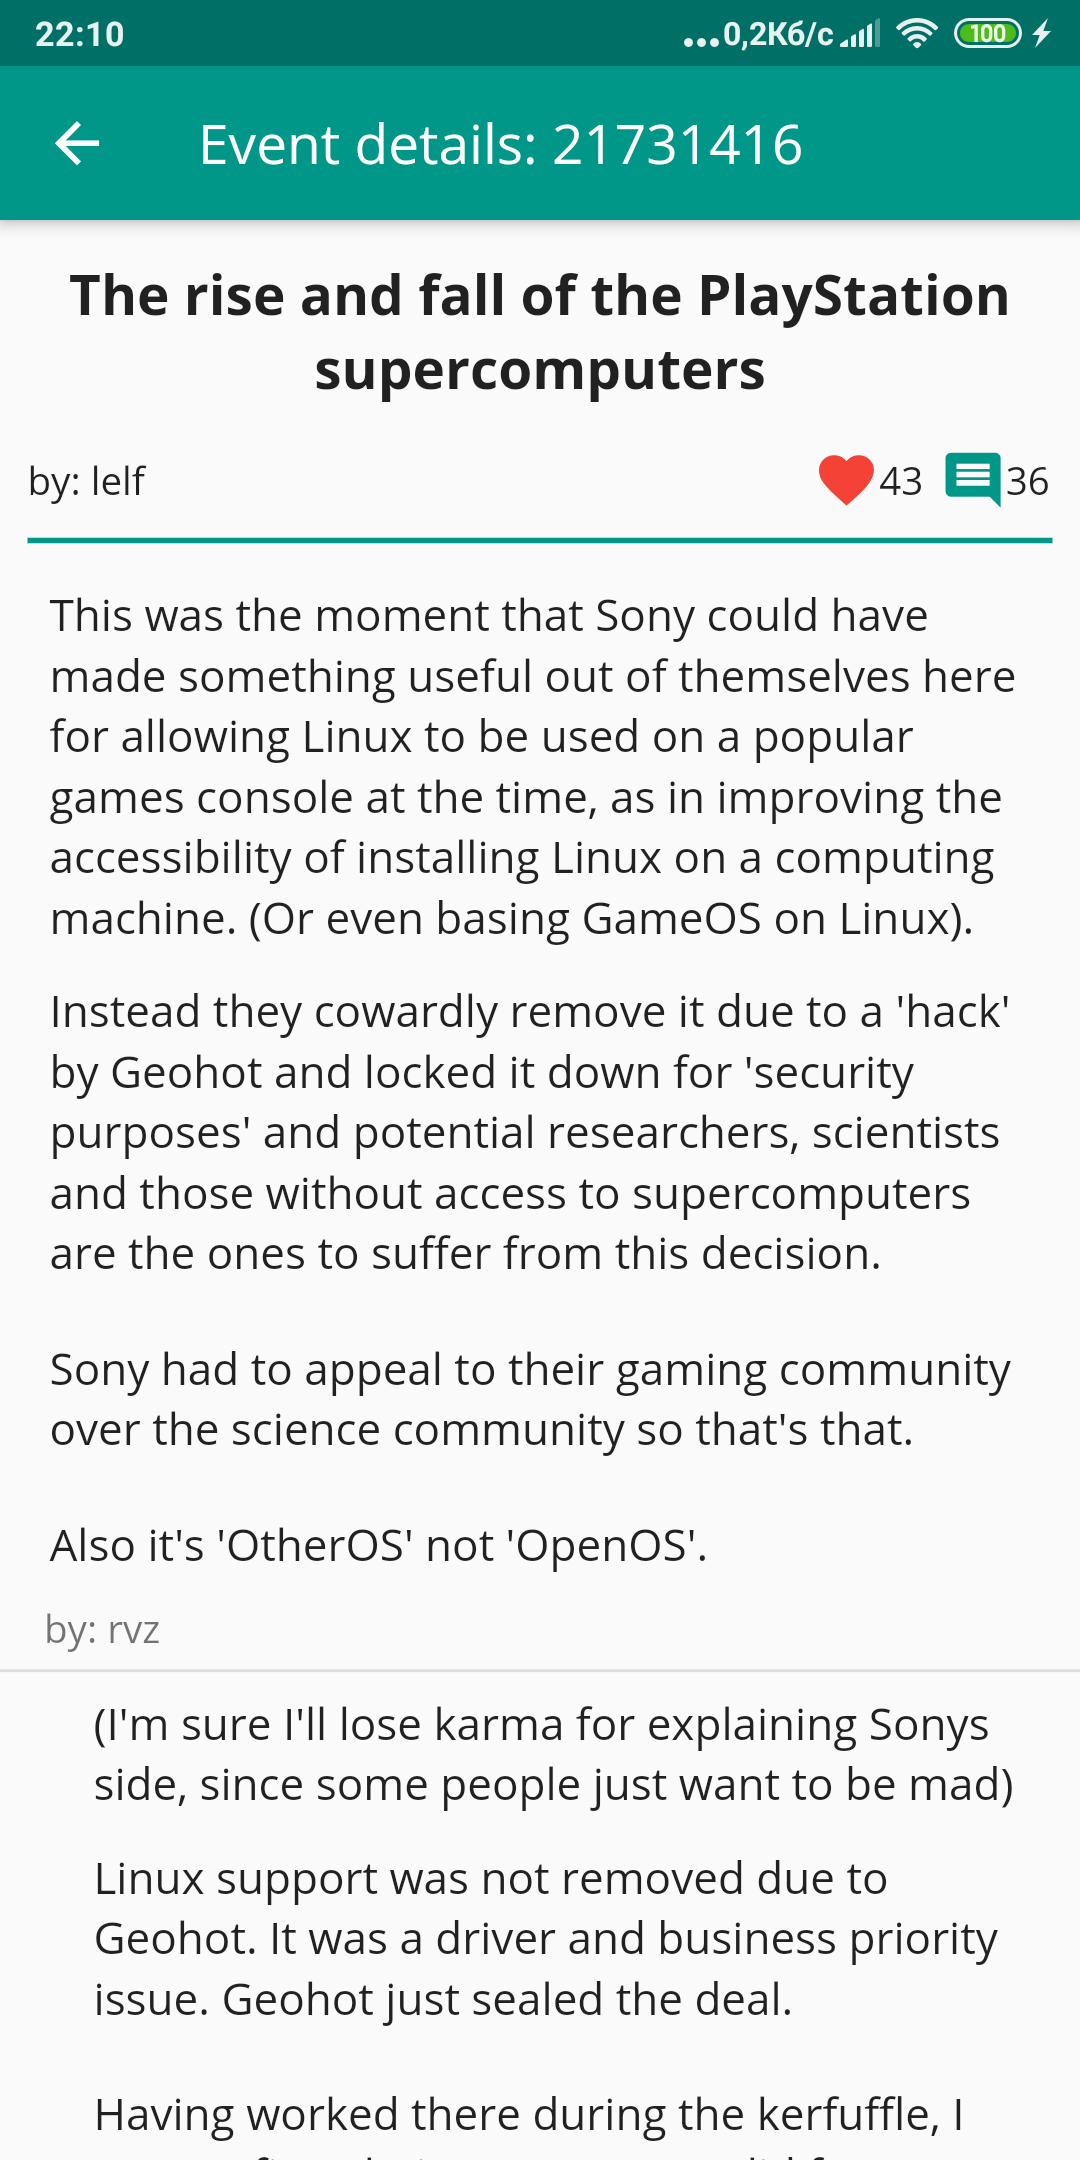 22:10
...0,2Кб/с
100
Event details: 21731416
The rise and fall of the PlayStation
supercomputers
by: lelf
43
36
This was the moment that Sony could have
made something useful out of themselves here
for allowing Linux to be used on a popular
games console at the time, as in improving the
accessibility of installing Linux on a computing
machine. (Or even basing GameOS on Linux).
Instead they cowardly remove it due to a 'hack'
by Geohot and locked it down for 'security
purposes' and potential researchers, scientists
and those without access to supercomputers
are the ones to suffer from this decision.
Sony had to appeal to their gaming community
over the science community so that's that.
Also it's 'OtherOS' not 'OpenOS'.
by: rvz
(I'm sure I'll lose karma for explaining Sonys
side, since some people just want to be mad)
Linux support was not removed due to
Geohot. It was a driver and business priority
issue. Geohot just sealed the deal.
Having worked there during the kerfuffle, I